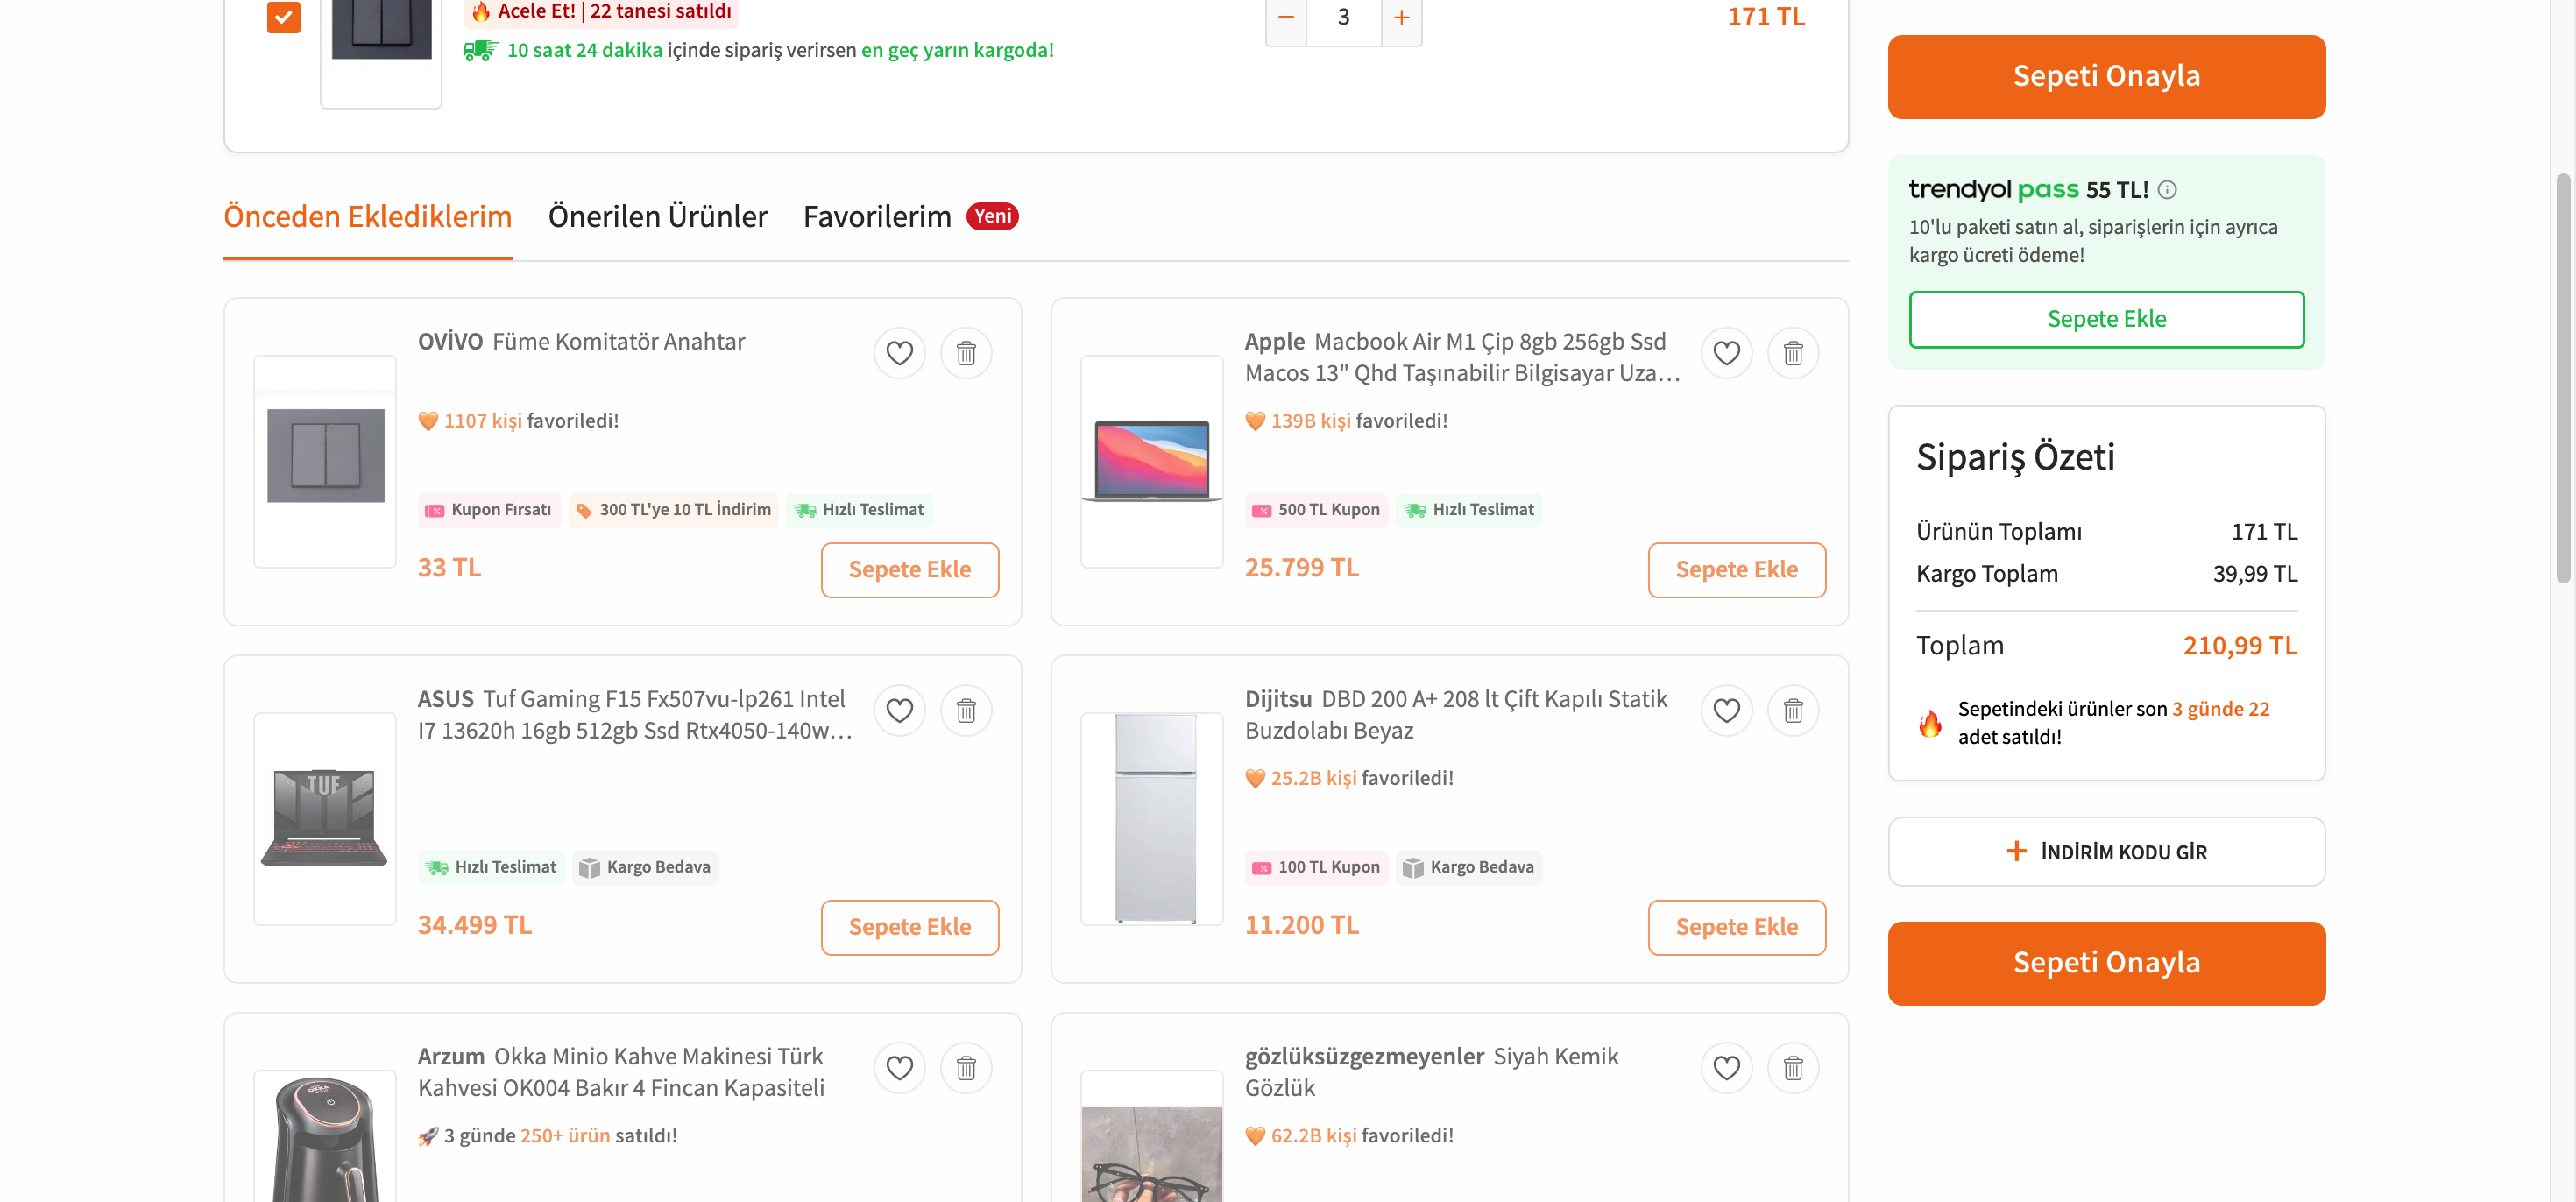 Acele Et! | 22 tanesi satıldı
10 saat 24 dakika içinde sipariş verirsen en geç yarın kargoda!
− 3 +
171 TL
Önceden Eklediklerim
Önerilen Ürünler
Favorilerim Yeni
OVİVO Füme Komitatör Anahtar
1107 kişi favoriledi!
Kupon Fırsatı
300 TL'ye 10 TL İndirim
Hızlı Teslimat
33 TL
Sepete Ekle
Apple Macbook Air M1 Çip 8gb 256gb Ssd
Macos 13" Qhd Taşınabilir Bilgisayar Uza...
139B kişi favoriledi!
500 TL Kupon
Hızlı Teslimat
25.799 TL
Sepete Ekle
TUF
ASUS Tuf Gaming F15 Fx507vu-lp261 Intel
I7 13620h 16gb 512gb Ssd Rtx4050-140w...
Hızlı Teslimat
Kargo Bedava
34.499 TL
Sepete Ekle
Dijitsu DBD 200 A+ 208 lt Çift Kapılı Statik
Buzdolabı Beyaz
25.2B kişi favoriledi!
100 TL Kupon
Kargo Bedava
11.200 TL
Sepete Ekle
OKKA
Arzum Okka Minio Kahve Makinesi Türk
Kahvesi OK004 Bakır 4 Fincan Kapasiteli
3 günde 250+ ürün satıldı!
gözlüksüzgezmeyenler Siyah Kemik
Gözlük
62.2B kişi favoriledi!
Sepeti Onayla
trendyol pass 55 TL!
10'lu paketi satın al, siparişlerin için ayrıca
kargo ücreti ödeme!
Sepete Ekle
Sipariş Özeti
Ürünün Toplamı 171 TL
Kargo Toplam 39,99 TL
Toplam 210,99 TL
Sepetindeki ürünler son 3 günde 22
adet satıldı!
+ İNDİRİM KODU GİR
Sepeti Onayla